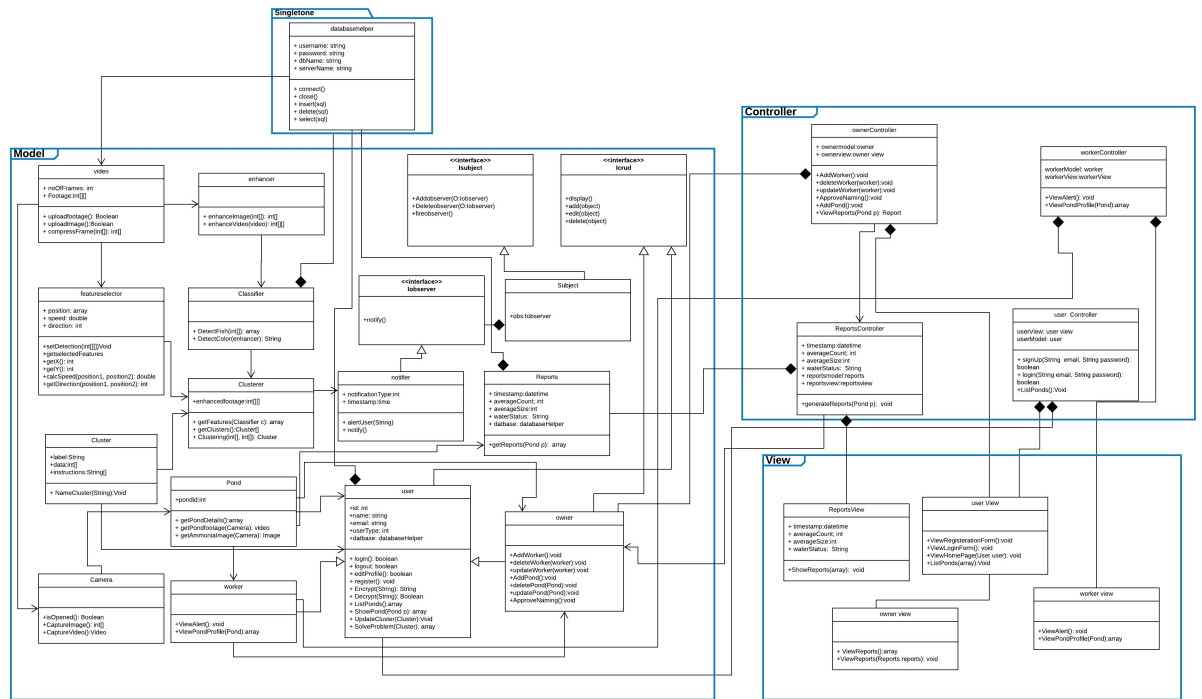 Singletone
databasehelper
+ username: string
+ password: string
+ dbName: string
+ serverName: string
+ connect()
+ close()
+ insert(sql)
+ delete(sql)
+ select(sql)
Model
video
+ noOfFrames: int
+ Footage:int[][]
+ uploadfootage(): Boolean
+ uploadImage():Boolean
+ compressFrame(int[]): int[]
enhancer
+ enhanceImage(int[]): int[]
+ enhanceVideo(video): int[][]
<<interface>>
Isubject
+Addobserver(O:Iobserver)
+Deleteobserver(O:Iobserver)
+fireobserver()
<<interface>>
Icrud
+display()
+add(object)
+edit(object)
+delete(object)
featureselector
+ position: array
+ speed: double
+ direction: int
+setDetection(int[][])Void
+getselectedFeatures
+getX(): int
+getY(): int
+calcSpeed(position1, position2): double
+getDirection(position1, position2): int
Classifier
+ DetectFish(int[]): array
+ DetectColor(enhancer): String
<<interface>>
Iobserver
+notify()
Subject
+obs:Iobserver
Clusterer
+enhancedfootage:int[][]
+ getFeatures(Classifier c): array
+ getClusters():Cluster[]
+ Clustering(int[], int[]): Cluster
notifier
+ notificationType:int
+ timestamp:time
+ alertUser(String)
+ notify()
Reports
+ timestamp:datetime
+ averageCount; int
+ averageSize:int
+ waterStatus:  String
+ datbase: databaseHelper
+getReports(Pond p):  array
Cluster
+label:String
+data:int[]
+instructions:String[]
+ NameCluster(String):Void
Pond
+pondid:int
+ getPondDetails():array
+ getPondfootage(Camera): video
+ getAmmoniaImage(Camera): Image
user
+id: int
+name: string
+email: string
+userType: int
+datbase: databaseHelper
+ login(): boolean
+ logout: boolean
+ editProfile(): boolean
+ register(): void
+ Encrypt(String): String
+ Decrypt(String): Boolean
+ ListPonds():array
+ ShowPond(Pond p): array
+ UpdateCluster(Cluster):Void
+ SolveProblem(Cluster): array
owner
+AddWorker():void
+deleteWorker(worker):void
+updateWorker(worker):void
+AddPond():void
+deletePond(Pond):void
+updatePond(Pond):void
+ApproveNaming():void
Camera
+isOpened(): Boolean
+CaptureImage(): int[]
+CaptureVideo():Video
worker
+ViewAlert(): void
+ViewPondProfile(Pond):array
Controller
ownerController
+ ownermodel:owner
+ ownerview:owner view
+AddWorker():void
+deleteWorker(worker):void
+updateWorker(worker):void
+ApproveNaming():void
+AddPond():void
+ViewReports(Pond p): Report
workerController
workerModel: worker
workerView:workerView
+ViewAlert(): void
+ViewPondProfile(Pond):array
ReportsController
+ timestamp:datetime
+ averageCount; int
+ averageSize:int
+ waterStatus:  String
+ reportsmodel:reports
+ reportsview:reportsview
+generateReports(Pond p):  void
user  Controller
userView: user view
userModel: user
+ signUp(String  email, String password): boolean
+ login(String email, String password): boolean
+ListPonds():Void
View
ReportsView
+ timestamp:datetime
+ averageCount; int
+ averageSize:int
+ waterStatus:  String
+ShowReports(array):  void
user View
+ViewRegisterationForm(): void
+ViewLoginForm(): void
+ViewHomePage(User user): void
+ListPonds(array):Void
owner view
+ ViewReports():array
+ViewReports(Reports reports): void
worker view
+ViewAlert(): void
+ViewPondProfile(Pond):array